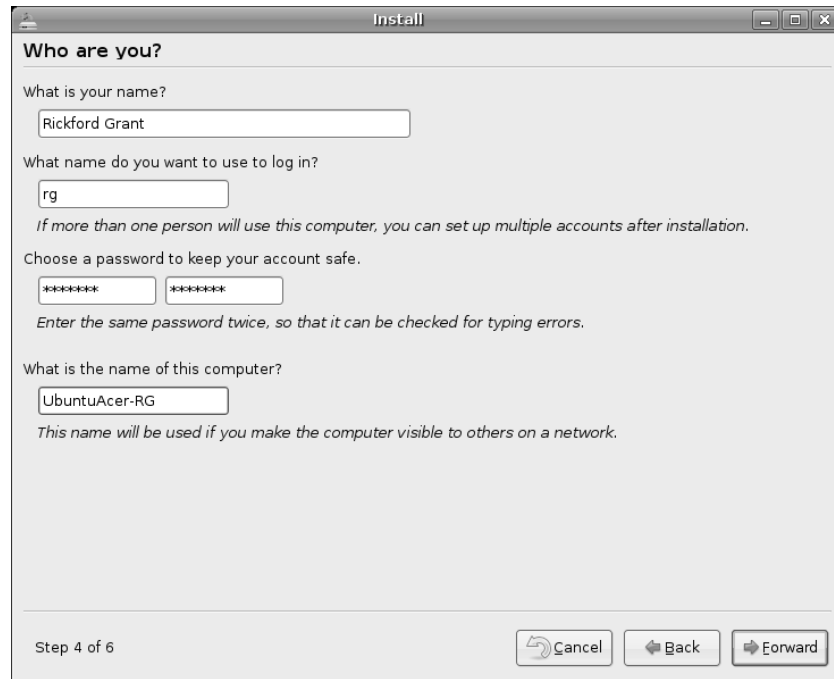 Install
Who are you?
What is your name?
Rickford Grant
What name do you want to use to log in?
rg
If more than one person will use this computer, you can set up multiple accounts after installation.
Choose a password to keep your account safe.
******* *******
Enter the same password twice, so that it can be checked for typing errors.
What is the name of this computer?
UbuntuAcer-RG
This name will be used if you make the computer visible to others on a network.
Step 4 of 6 Cancel Back Forward